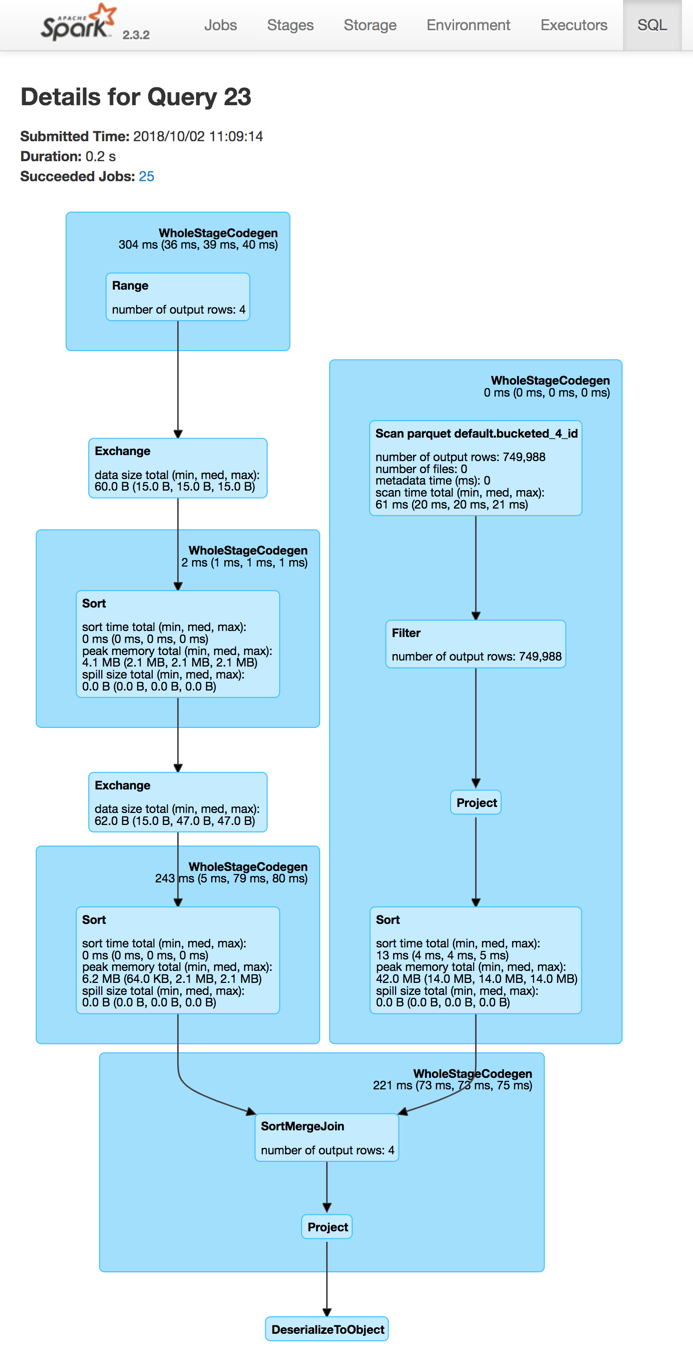 APACHE
Spark 2.3.2
Jobs Stages Storage Environment Executors SQL
Details for Query 23
Submitted Time: 2018/10/02 11:09:14
Duration: 0.2 s
Succeeded Jobs: 25
WholeStageCodegen
304 ms (36 ms, 39 ms, 40 ms)
Range
number of output rows: 4
Exchange
data size total (min, med, max):
60.0 B (15.0 B, 15.0 B, 15.0 B)
WholeStageCodegen
2 ms (1 ms, 1 ms, 1 ms)
Sort
sort time total (min, med, max):
0 ms (0 ms, 0 ms, 0 ms)
peak memory total (min, med, max):
4.1 MB (2.1 MB, 2.1 MB, 2.1 MB)
spill size total (min, med, max):
0.0 B (0.0 B, 0.0 B, 0.0 B)
Exchange
data size total (min, med, max):
62.0 B (15.0 B, 47.0 B, 47.0 B)
WholeStageCodegen
243 ms (5 ms, 79 ms, 80 ms)
Sort
sort time total (min, med, max):
0 ms (0 ms, 0 ms, 0 ms)
peak memory total (min, med, max):
6.2 MB (64.0 KB, 2.1 MB, 2.1 MB)
spill size total (min, med, max):
0.0 B (0.0 B, 0.0 B, 0.0 B)
WholeStageCodegen
0 ms (0 ms, 0 ms, 0 ms)
Scan parquet default.bucketed_4_id
number of output rows: 749,988
number of files: 0
metadata time (ms): 0
scan time total (min, med, max):
61 ms (20 ms, 20 ms, 21 ms)
Filter
number of output rows: 749,988
Project
Sort
sort time total (min, med, max):
13 ms (4 ms, 4 ms, 5 ms)
peak memory total (min, med, max):
42.0 MB (14.0 MB, 14.0 MB, 14.0 MB)
spill size total (min, med, max):
0.0 B (0.0 B, 0.0 B, 0.0 B)
WholeStageCodegen
221 ms (73 ms, 73 ms, 75 ms)
SortMergeJoin
number of output rows: 4
Project
DeserializeToObject